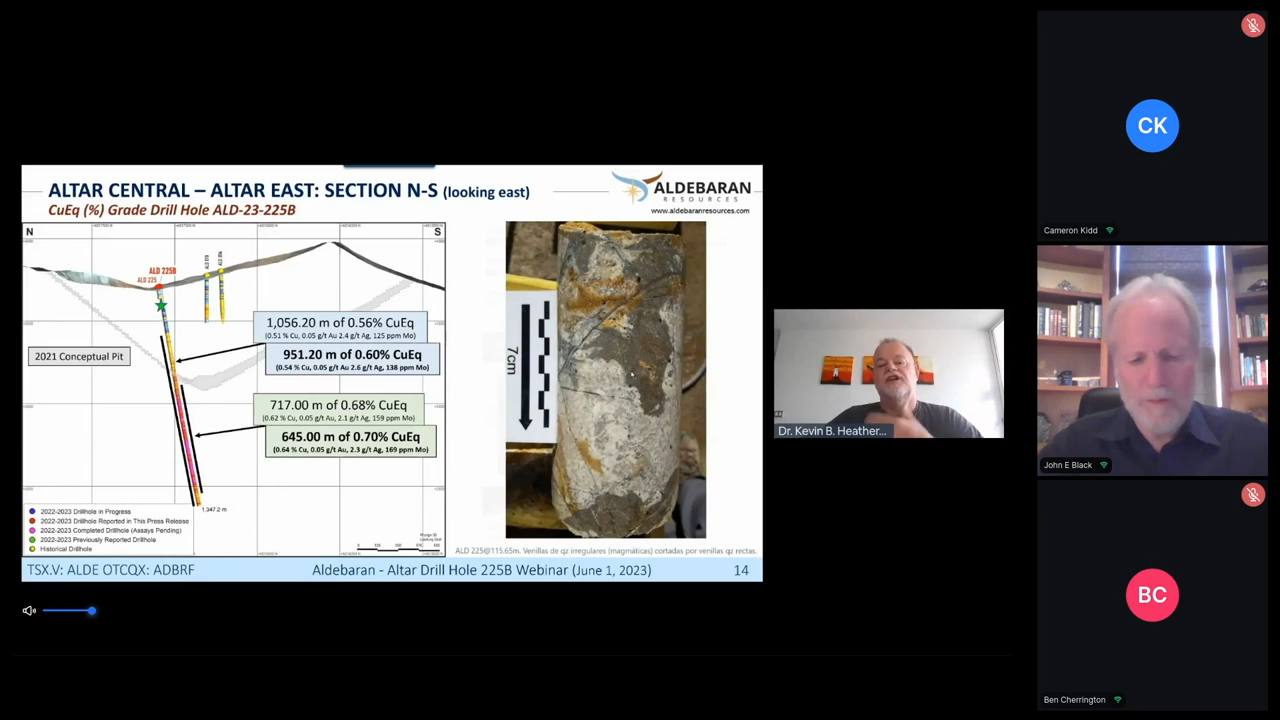 ALTAR CENTRAL – ALTAR EAST: SECTION N-S (looking east)
CuEq (%) Grade Drill Hole ALD-23-225B
ALDEBARAN
RESOURCES
www.aldebaranresources.com
N
S
ALD 225B
ALD 225
2021 Conceptual Pit
1,056.20 m of 0.56% CuEq
(0.51 % Cu, 0.05 g/t Au 2.4 g/t Ag, 125 ppm Mo)
951.20 m of 0.60% CuEq
(0.54 % Cu, 0.05 g/t Au 2.6 g/t Ag, 138 ppm Mo)
717.00 m of 0.68% CuEq
(0.62 % Cu, 0.05 g/t Au, 2.1 g/t Ag, 159 ppm Mo)
645.00 m of 0.70% CuEq
(0.64 % Cu, 0.05 g/t Au, 2.3 g/t Ag, 169 ppm Mo)
1,347.2 m
2022-2023 Drillhole in Progress
2022-2023 Drillhole Reported in This Press Release
2022-2023 Completed Drillhole (Assays Pending)
2022-2023 Previously Reported Drillhole
Historical Drillhole
7cm
ALD 225@115.65m. Venillas de qz irregulares (magmáticas) cortadas por venillas qz rectas.
TSX.V: ALDE OTCQX: ADBRF
Aldebaran - Altar Drill Hole 225B Webinar (June 1, 2023)
14
Dr. Kevin B. Heather...
CK
Cameron Kidd
John E Black
BC
Ben Cherrington